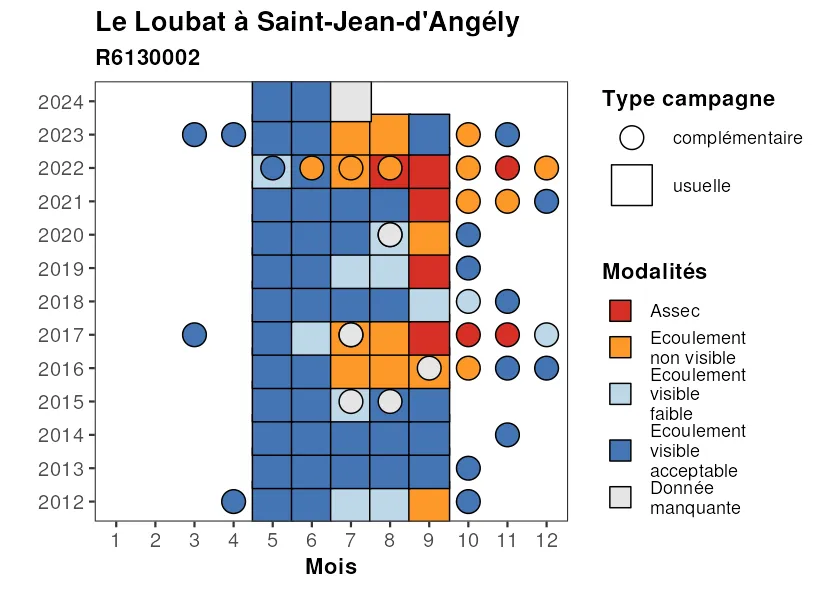 Le Loubat à Saint-Jean-d'Angély
R6130002
2024
2023
2022
2021
2020
2019
2018
2017
2016
2015
2014
2013
2012
1 2 3 4 5 6 7 8 9 10 11 12
Mois
Type campagne
complémentaire
usuelle
Modalités
Assec
Ecoulement
non visible
Ecoulement
visible
faible
Ecoulement
visible
acceptable
Donnée
manquante